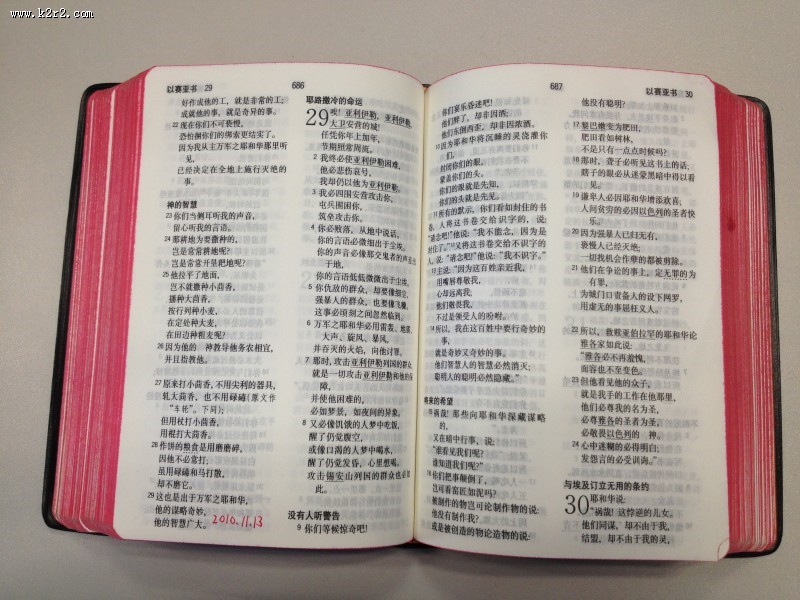 www.k2r2.com
以赛亚书 29
686
好作成他的工，就是非常的工；
成就他的事，就是奇异的事。
22 现在你们不可亵慢，
恐怕捆你们的绑索更结实了。
因为我从主万军之耶和华那里听
见，
已经决定在全地上施行灭绝的
事。
神的智慧
23 你们当侧耳听我的声音，
留心听我的言语。
24 那耕地为要撒种的，
岂是常常耕地呢？
岂是常常开垦耙地呢？
25 他拉平了地面，
岂不就撒种小茴香，
播种大茴香，
按行列种小麦，
在定处种大麦，
在田边种粗麦呢？
26 因为他的 神教导他务农相宜，
并且指教他。
27 原来打小茴香，不用尖利的器具，
轧大茴香，也不用碌碡（原文作
“车轮”。下同）；
但用杖打小茴香，
用棍打大茴香。
28 作饼的粮食是用磨磨碎，
因他不必常打；
虽用碌碡和马打散，
却不磨它。
29 这也是出于万军之耶和华，
他的谋略奇妙，
他的智慧广大。 2010.11.13
耶路撒冷的命运
29 唉！亚利伊勒，亚利伊勒，
大卫安营的城！
任凭你年上加年，
节期照常周流。
2 我终必使亚利伊勒困难，
他必悲伤哀号，
我却仍以他为亚利伊勒。
3 我必四围安营攻击你，
屯兵围困你，
筑垒攻击你。
4 你必败落，从地中说话，
你的言语必微细出于尘埃。
你的声音必像那交鬼者的声音出
于地，
你的言语低低微微出于尘埃。
5 你仇敌的群众，却要像细尘，
强暴人的群众，也要像飞糠，
这事必顷刻之间忽然临到。
6 万军之耶和华必用雷轰、地震、
大声、旋风、暴风，
并吞灭的火焰，向他讨罪。
7 那时，攻击亚利伊勒列国的群众，
就是一切攻击亚利伊勒和他的保
障，
并使他困难的，
必如梦景，如夜间的异象。
8 又必像饥饿的人梦中吃饭，
醒了仍觉腹空，
或像口渴的人梦中喝水，
醒了仍觉发昏，心里想喝。
攻击锡安山列国的群众也必如
此。
没有人听警告
9 你们等候惊奇吧！
687
以赛亚书 30
你们宴乐昏迷吧！
他们醉了，却非因酒；
他们东倒西歪，却非因浓酒。
10 因为耶和华将沉睡的灵浇灌你
们，
封闭你们的眼，
蒙盖你们的头。
你们的眼就是先知，
你们的头就是先见。
11 所有的默示，你们看如封住的书
卷，人将这书卷交给识字的，说：
“请念吧！”他说：“我不能念，因为是
封住了。”12又将这书卷交给不识字的
人，说：“请念吧！”他说：“我不识字。”
13 主说：“因为这百姓亲近我，
用嘴唇尊敬我，
心却远离我；
他们敬畏我，
不过是领受人的吩咐。
14 所以，我在这百姓中要行奇妙的
事，
就是奇妙又奇妙的事。
他们智慧人的智慧必然消灭；
聪明人的聪明必然隐藏。”
将来的希望
15 祸哉！那些向耶和华深藏谋略
的，
又在暗中行事，说：
“谁看见我们呢？
谁知道我们呢？”
16 你们把事颠倒了，
岂可看窑匠如泥吗？
被制作的物岂可论制作物的说：
他没有制作我？
或是被创造的物论造物的说：
他没有聪明？
17 黎巴嫩变为肥田，
肥田看如树林，
不是只有一点点时候吗？
18 那时，聋子必听见这书上的话；
瞎子的眼必从迷蒙黑暗中得以看
见。
19 谦卑人必因耶和华增添欢喜；
人间贫穷的必因以色列的圣者快
乐。
20 因为强暴人已归无有，
亵慢人已经灭绝，
一切找机会作孽的都被剪除。
21 他们在争讼的事上，定无罪的为
有罪，
为城门口责备人的设下网罗，
用虚无的事屈枉义人。
22 所以，救赎亚伯拉罕的耶和华论
雅各家如此说：
“雅各必不再羞愧，
面容也不至变色。
23 但他看见他的众子，
就是我手的工作在他那里，
他们必尊我的名为圣，
必尊雅各的圣者为圣，
必敬畏以色列的 神。
24 心中迷糊的必得明白；
发怨言的必受训诲。”
与埃及订立无用的条约
30 耶和华说：
“祸哉！这悖逆的儿女。
他们同谋，却不由于我，
结盟，却不由于我的灵，